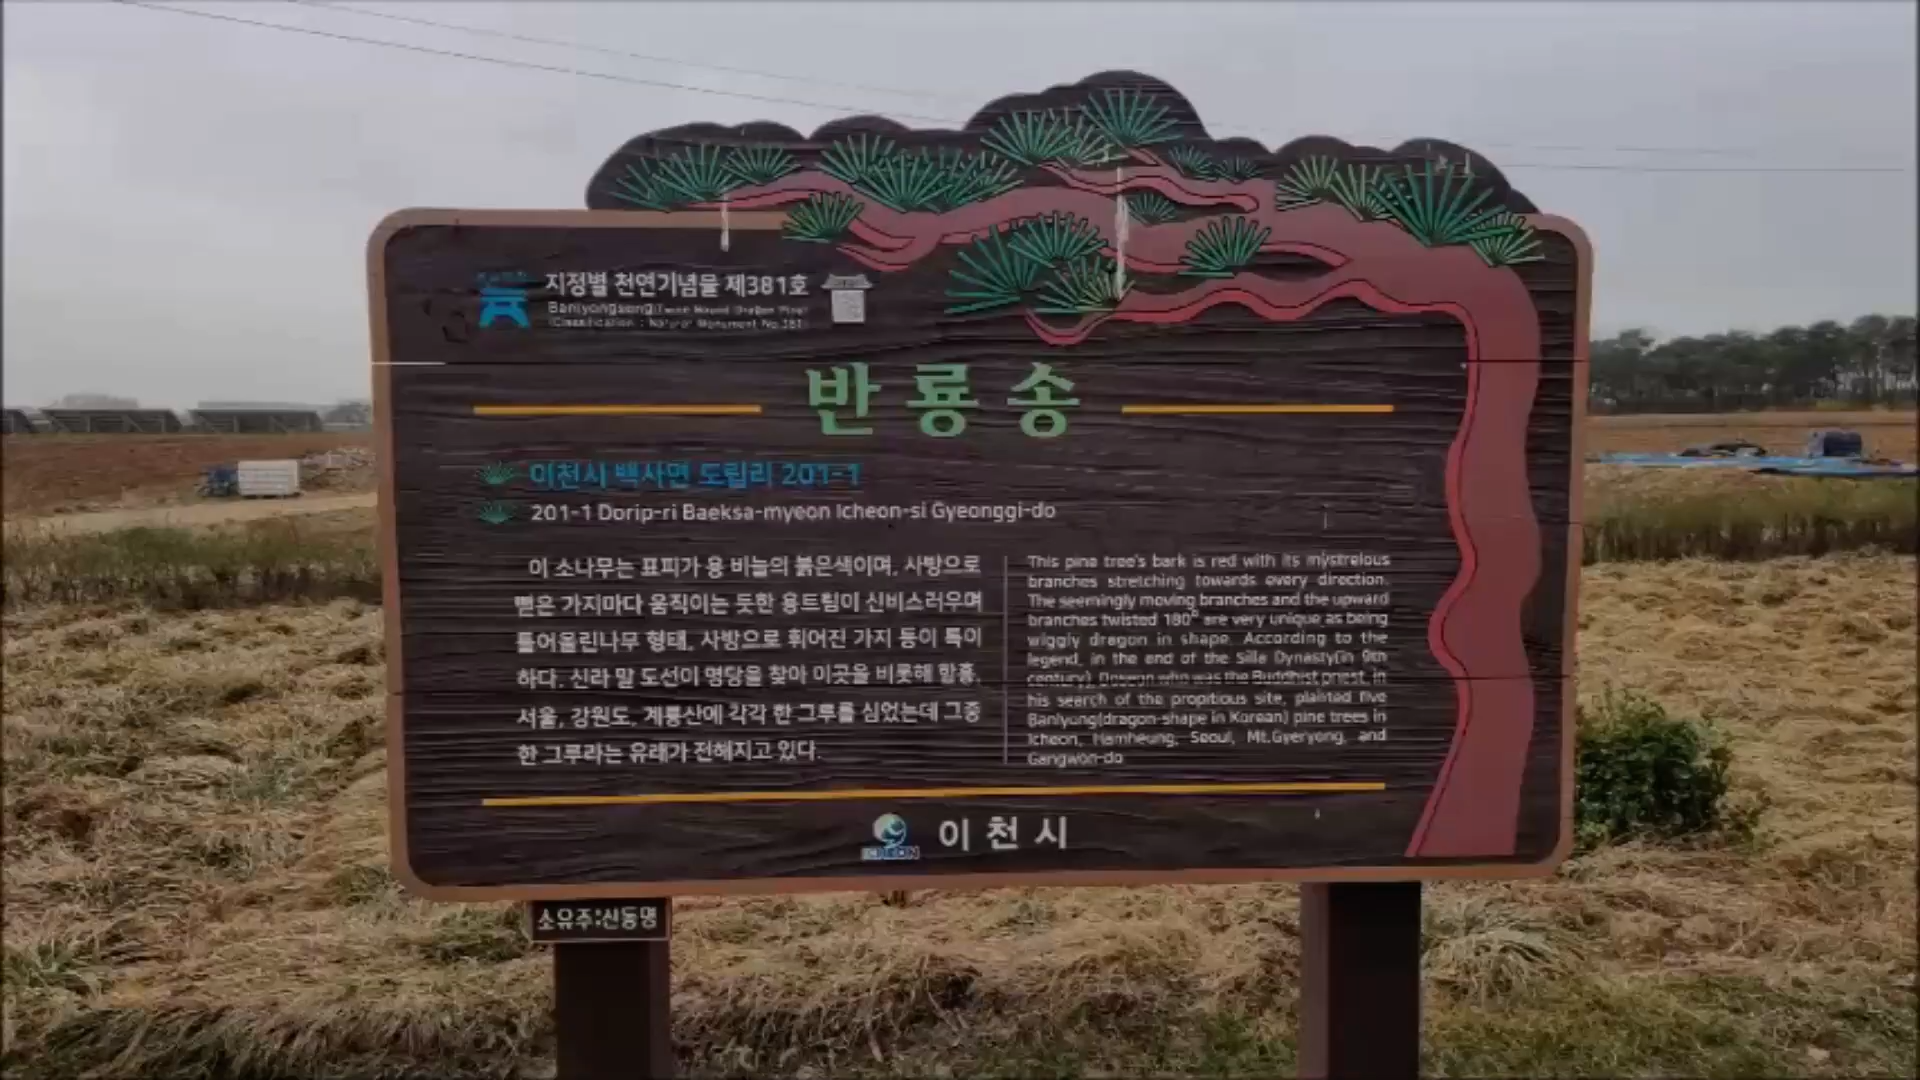 지정별 천연기념물 제381호
Banlyongsong(Twice Wound Dragon Pine)
(Classification : Natural Monument No.381)
반룡송
이천시 백사면 도립리 201-1
201-1 Dorip-ri Baeksa-myeon Icheon-si Gyeonggi-do
이 소나무는 표피가 용 비늘의 붉은색이며, 사방으로
뻗은 가지마다 움직이는 듯한 용트림이 신비스러우며
틀어올린나무 형태, 사방으로 휘어진 가지 등이 특이
하다. 신라 말 도선이 명당을 찾아 이곳을 비롯해 함흥,
서울, 강원도, 계룡산에 각각 한 그루를 심었는데 그중
한 그루라는 유래가 전해지고 있다.
This pine tree's bark is red with its mystreious
branches stretching towards every direction.
The seemingly moving branches and the upward
branches twisted 180° are very unique as being
wiggly dragon in shape. According to the
legend, in the end of the Silla Dynasty(in 9th
century), Doseon who was the Buddhist priest, in
his search of the propitious site, planted five
Banlyung(dragon-shape in Korean) pine trees in
Icheon, Hamheung, Seoul, Mt.Gyeryong, and
Gangwon-do
ICHEON
이천시
소유주:신동명